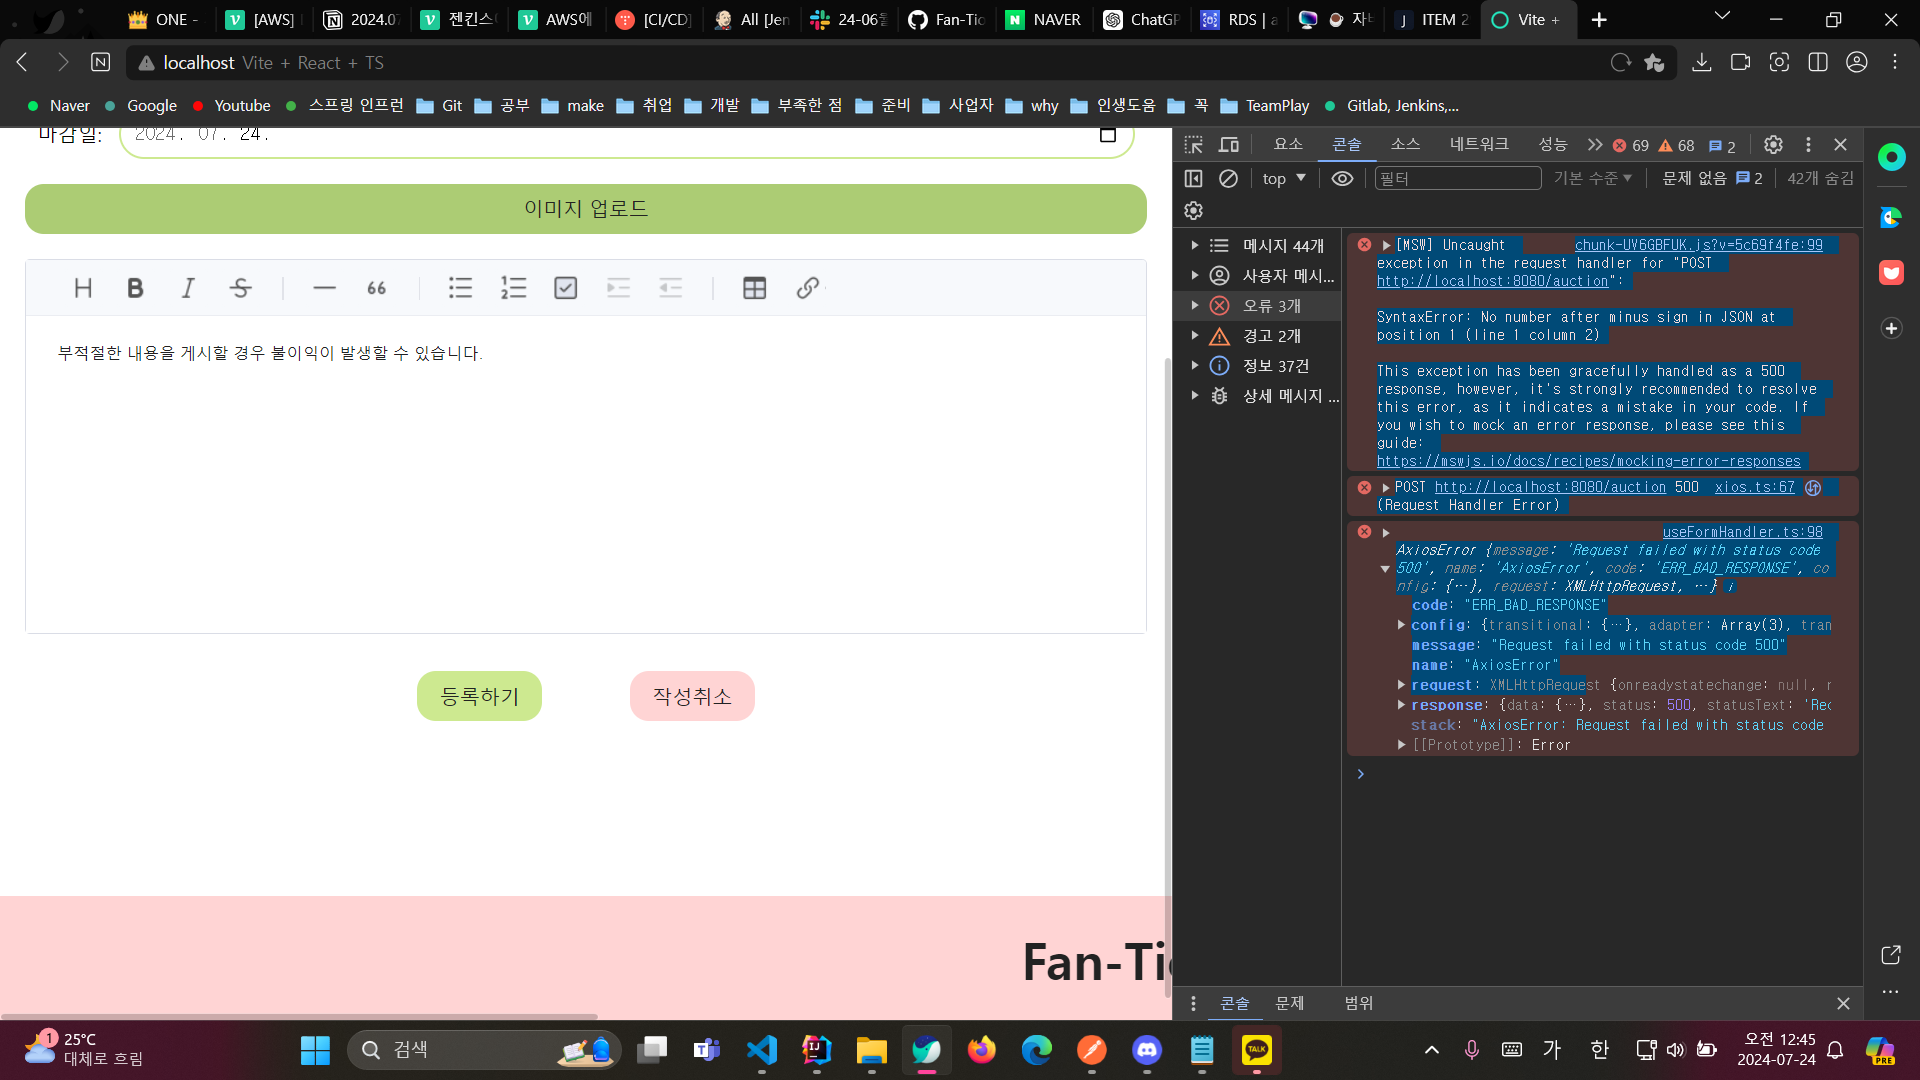 ONE -
[AWS]
2024.07
젠킨스
AWS에
[CI/CD]
All [Jen
24-06
Fan-Tic
NAVER
ChatGP
RDS | a
ITEM 2
Vite +
localhost Vite + React + TS
Naver
Google
Youtube
스프링 인프런
Git
공부
make
취업
개발
부족한 점
준비
사업자
why
인생도움
꼭
TeamPlay
Gitlab, Jenkins,...
마감일:
2024. 07. 24.
이미지 업로드
부적절한 내용을 게시할 경우 불이익이 발생할 수 있습니다.
등록하기
작성취소
Fan-Tic
요소
콘솔
소스
네트워크
성능
69
68
2
top
필터
기본 수준
문제 없음
2
42개 숨김
메시지 44개
사용자 메시...
오류 3개
경고 2개
정보 37건
상세 메시지 ...
[MSW] Uncaught chunk-UV6GBFUK.js?v=5c69f4fe:99
exception in the request handler for "POST
http://localhost:8080/auction":
SyntaxError: No number after minus sign in JSON at
position 1 (line 1 column 2)
This exception has been gracefully handled as a 500
response, however, it's strongly recommended to resolve
this error, as it indicates a mistake in your code. If
you wish to mock an error response, please see this
guide:
https://mswjs.io/docs/recipes/mocking-error-responses
POST http://localhost:8080/auction 500 xios.ts:67
(Request Handler Error)
useFormHandler.ts:98
AxiosError {message: 'Request failed with status code
500', name: 'AxiosError', code: 'ERR_BAD_RESPONSE', co
nfig: {…}, request: XMLHttpRequest, …}
code: "ERR_BAD_RESPONSE"
config: {transitional: {…}, adapter: Array(3), tran
message: "Request failed with status code 500"
name: "AxiosError"
request: XMLHttpRequest {onreadystatechange: null, r
response: {data: {…}, status: 500, statusText: 'Rec
stack: "AxiosError: Request failed with status code
[[Prototype]]: Error
콘솔
문제
범위
1
25°C
대체로 흐림
검색
가
한
오전 12:45
2024-07-24
TALK
PRE